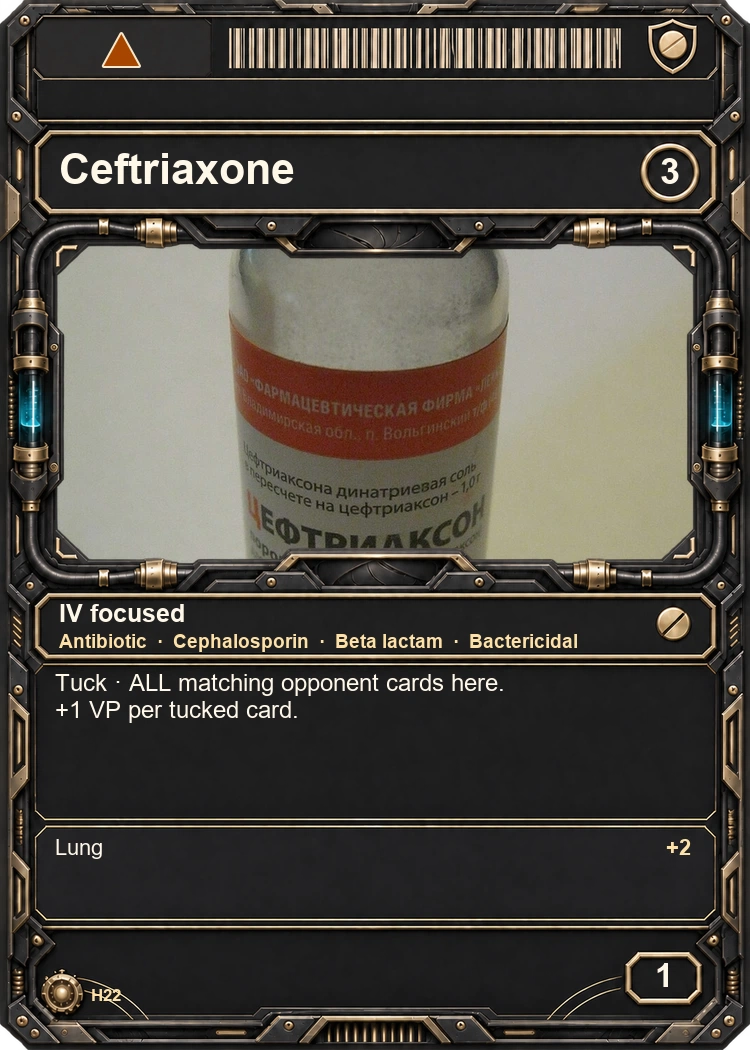 Ceftriaxone
3
ЗАО «ФАРМАЦЕВТИЧЕСКАЯ ФИРМА «ЛЕК
Владимирская обл., п. Вольгинский
Цефтриаксона динатриевая соль
в пересчете на цефтриаксон – 1,0 г
ЦЕФТРИАКСОН
IV focused
Antibiotic · Cephalosporin · Beta lactam · Bactericidal
Tuck · ALL matching opponent cards here.
+1 VP per tucked card.
Lung +2
H22
1